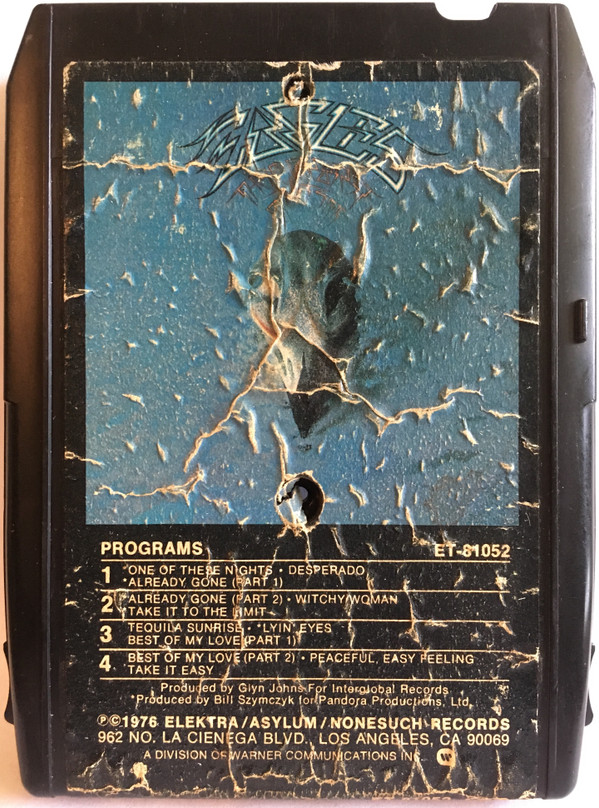 EAGLES
PROGRAMS ET-81052
1 *ONE OF THESE NIGHTS • DESPERADO
*ALREADY GONE (PART 1)
2 *ALREADY GONE (PART 2) • WITCHY WOMAN
*TAKE IT TO THE LIMIT
3 TEQUILA SUNRISE • *LYIN' EYES
BEST OF MY LOVE (PART 1)
4 BEST OF MY LOVE (PART 2) • PEACEFUL, EASY FEELING
TAKE IT EASY
Produced by Glyn Johns For Interglobal Records
*Produced by Bill Szymczyk for Pandora Productions, Ltd.
℗©1976 ELEKTRA/ASYLUM/NONESUCH RECORDS
962 NO. LA CIENEGA BLVD., LOS ANGELES, CA 90069
A DIVISION OF WARNER COMMUNICATIONS INC.